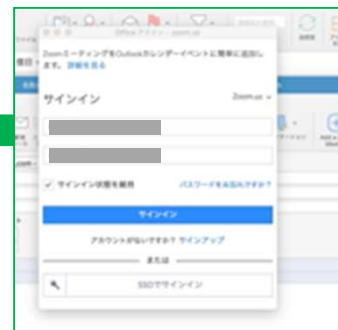 Office アドイン - zoom.us
ZoomミーティングをOutlookカレンダーイベントに簡単に追加します。 詳細を見る
サインイン
Zoom.us
サインイン状態を維持
パスワードをお忘れですか?
サインイン
アカウントがないですか? サインアップ
または
SSOでサインイン